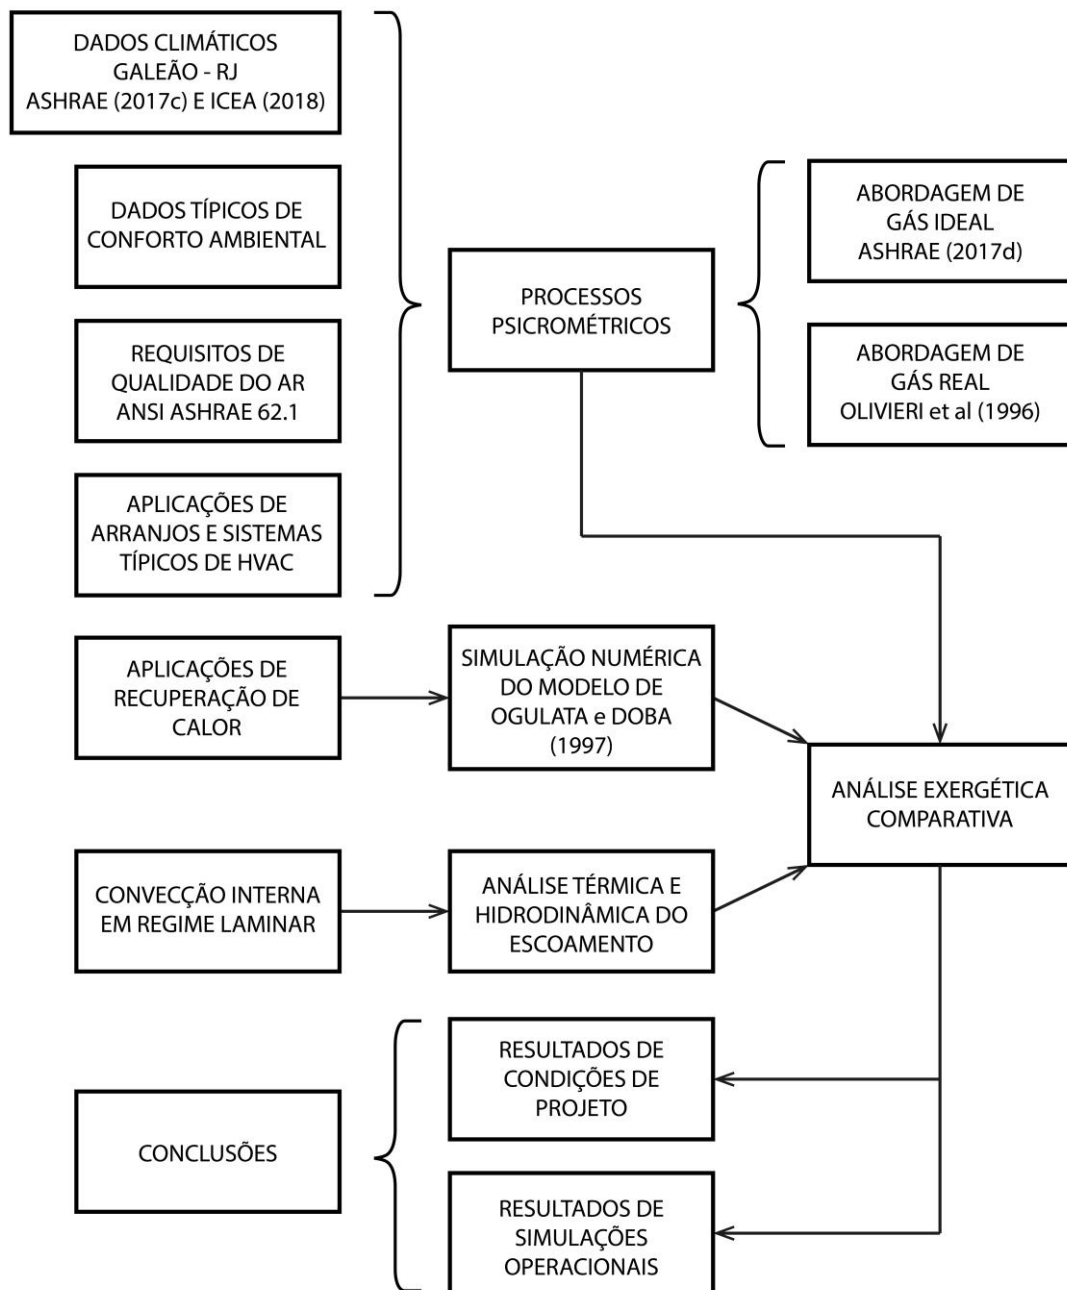 DADOS CLIMÁTICOS
GALEÃO - RJ
ASHRAE (2017c) E ICEA (2018)
DADOS TÍPICOS DE
CONFORTO AMBIENTAL
REQUISITOS DE
QUALIDADE DO AR
ANSI ASHRAE 62.1
APLICAÇÕES DE
ARRANJOS E SISTEMAS
TÍPICOS DE HVAC
PROCESSOS
PSICROMÉTRICOS
ABORDAGEM DE
GÁS IDEAL
ASHRAE (2017d)
ABORDAGEM DE
GÁS REAL
OLIVIERI et al (1996)
APLICAÇÕES DE
RECUPERAÇÃO DE
CALOR
SIMULAÇÃO NUMÉRICA
DO MODELO DE
OGULATA e DOBA
(1997)
ANÁLISE EXERGÉTICA
COMPARATIVA
CONVECÇÃO INTERNA
EM REGIME LAMINAR
ANÁLISE TÉRMICA E
HIDRODINÂMICA DO
ESCOAMENTO
RESULTADOS DE
CONDIÇÕES DE
PROJETO
CONCLUSÕES
RESULTADOS DE
SIMULAÇÕES
OPERACIONAIS